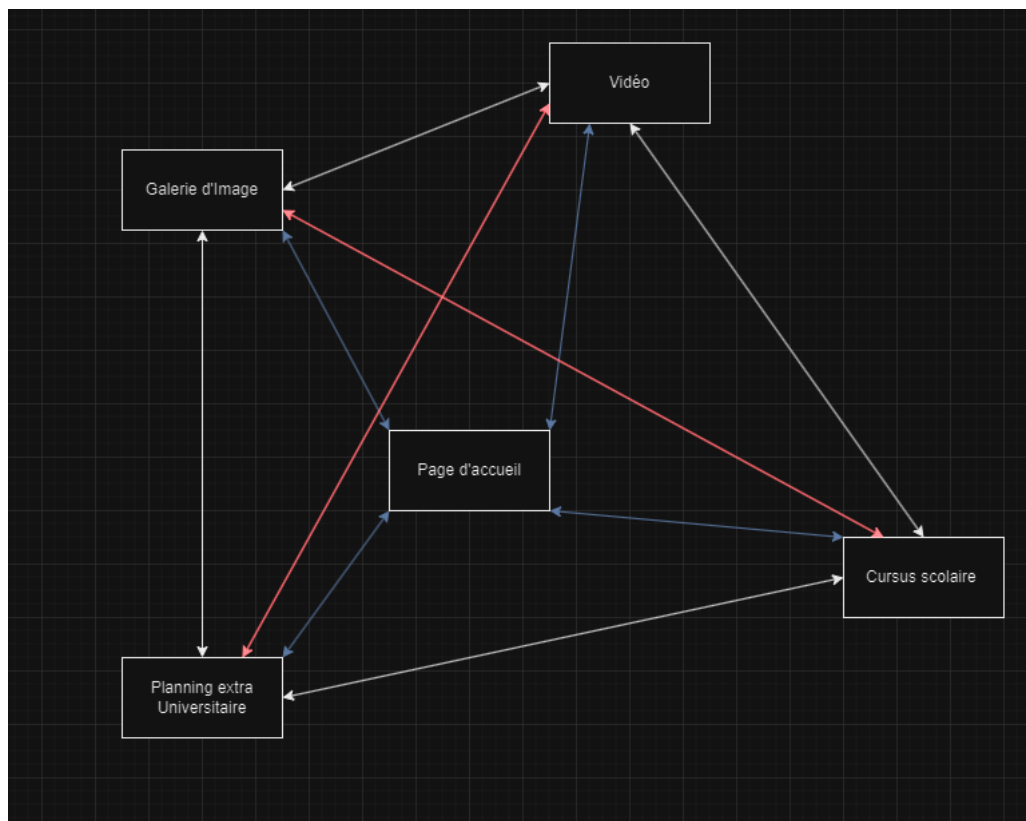 Vidéo
Galerie d'Image
Page d'accueil
Cursus scolaire
Planning extra
Universitaire